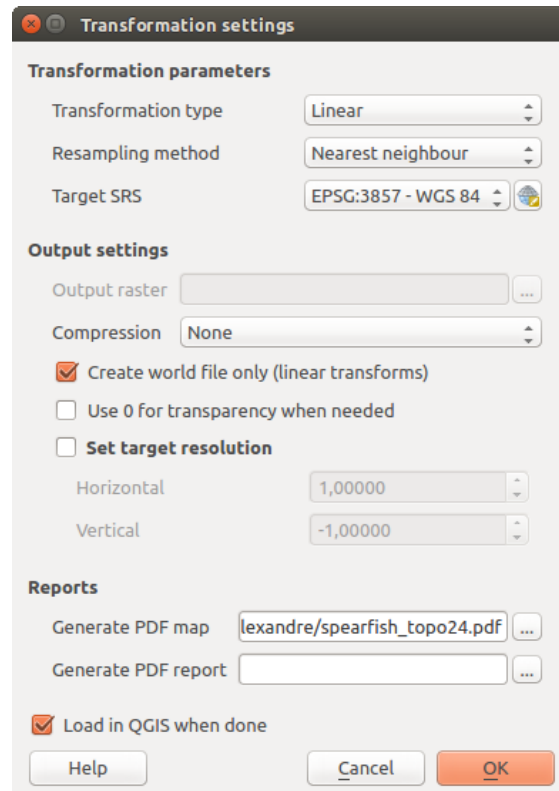 Transformation settings
Transformation parameters
Transformation type Linear
Resampling method Nearest neighbour
Target SRS EPSG:3857 - WGS 84
Output settings
Output raster ...
Compression None
Create world file only (linear transforms)
Use 0 for transparency when needed
Set target resolution
Horizontal 1,00000
Vertical -1,00000
Reports
Generate PDF map lexandre/spearfish_topo24.pdf ...
Generate PDF report ...
Load in QGIS when done
Help Cancel OK